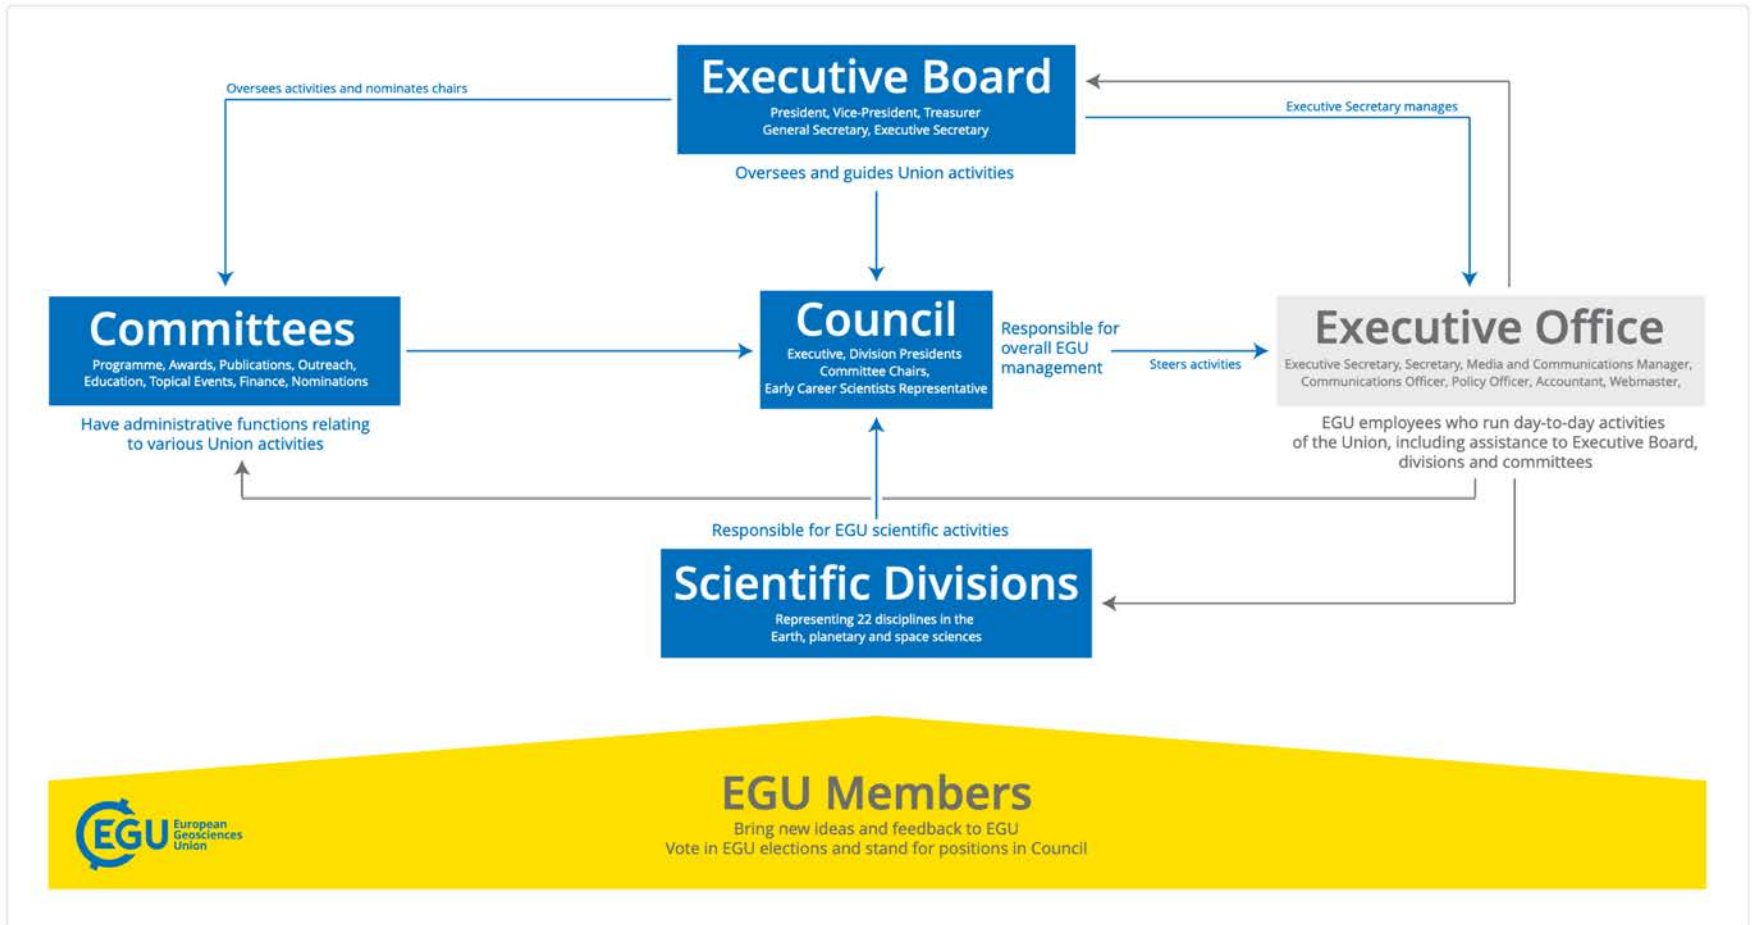 Executive Board
President, Vice-President, Treasurer
General Secretary, Executive Secretary
Oversees activities and nominates chairs
Executive Secretary manages
Oversees and guides Union activities
Committees
Programme, Awards, Publications, Outreach,
Education, Topical Events, Finance, Nominations
Have administrative functions relating
to various Union activities
Council
Executive, Division Presidents
Committee Chairs,
Early Career Scientists Representative
Responsible for
overall EGU
management
Steers activities
Executive Office
Executive Secretary, Secretary, Media and Communications Manager,
Communications Officer, Policy Officer, Accountant, Webmaster,
EGU employees who run day-to-day activities
of the Union, including assistance to Executive Board,
divisions and committees
Responsible for EGU scientific activities
Scientific Divisions
Representing 22 disciplines in the
Earth, planetary and space sciences
EGU Members
Bring new ideas and feedback to EGU
Vote in EGU elections and stand for positions in Council
EGU
European
Geosciences
Union